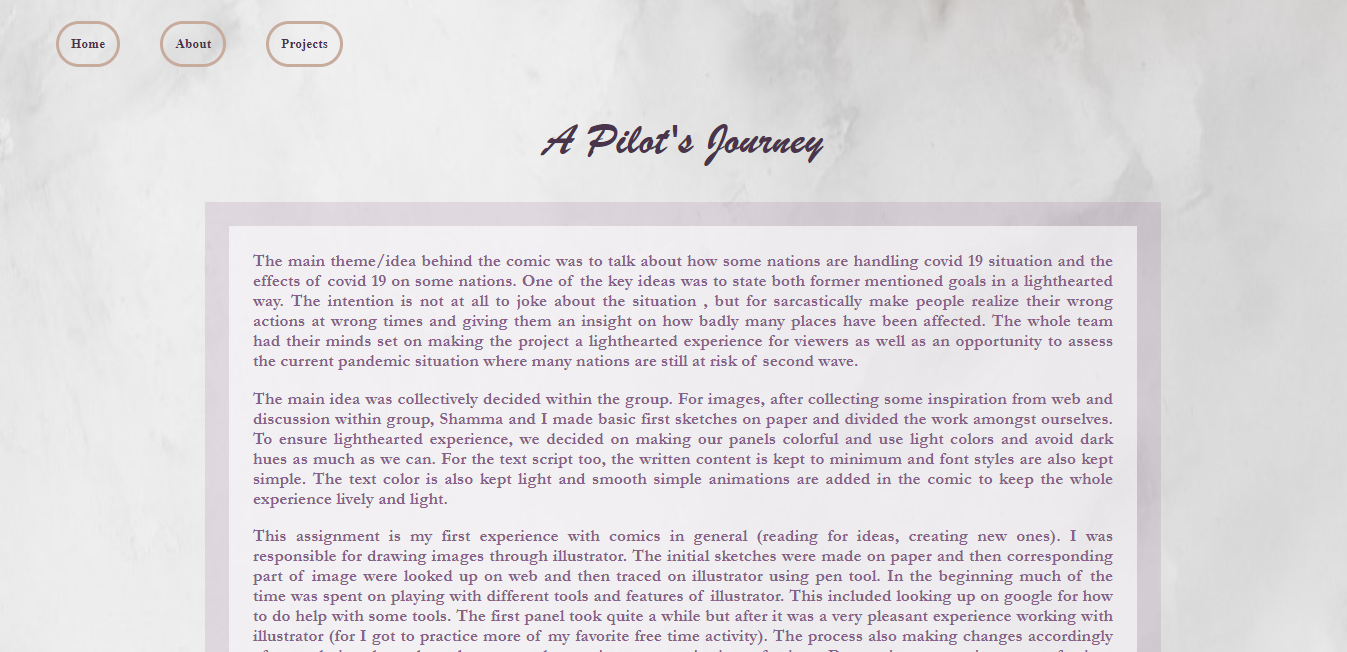 Home About Projects
A Pilot's Journey
The main theme/idea behind the comic was to talk about how some nations are handling covid 19 situation and the
effects of covid 19 on some nations. One of the key ideas was to state both former mentioned goals in a lighthearted
way. The intention is not at all to joke about the situation , but for sarcastically make people realize their wrong
actions at wrong times and giving them an insight on how badly many places have been affected. The whole team
had their minds set on making the project a lighthearted experience for viewers as well as an opportunity to assess
the current pandemic situation where many nations are still at risk of second wave.
The main idea was collectively decided within the group. For images, after collecting some inspiration from web and
discussion within group, Shamma and I made basic first sketches on paper and divided the work amongst ourselves.
To ensure lighthearted experience, we decided on making our panels colorful and use light colors and avoid dark
hues as much as we can. For the text script too, the written content is kept to minimum and font styles are also kept
simple. The text color is also kept light and smooth simple animations are added in the comic to keep the whole
experience lively and light.
This assignment is my first experience with comics in general (reading for ideas, creating new ones). I was
responsible for drawing images through illustrator. The initial sketches were made on paper and then corresponding
part of image were looked up on web and then traced on illustrator using pen tool. In the beginning much of the
time was spent on playing with different tools and features of illustrator. This included looking up on google for how
to do help with some tools. The first panel took quite a while but after it was a very pleasant experience working with
illustrator (for I got to practice more of my favorite free time activity). The process also making changes accordingly